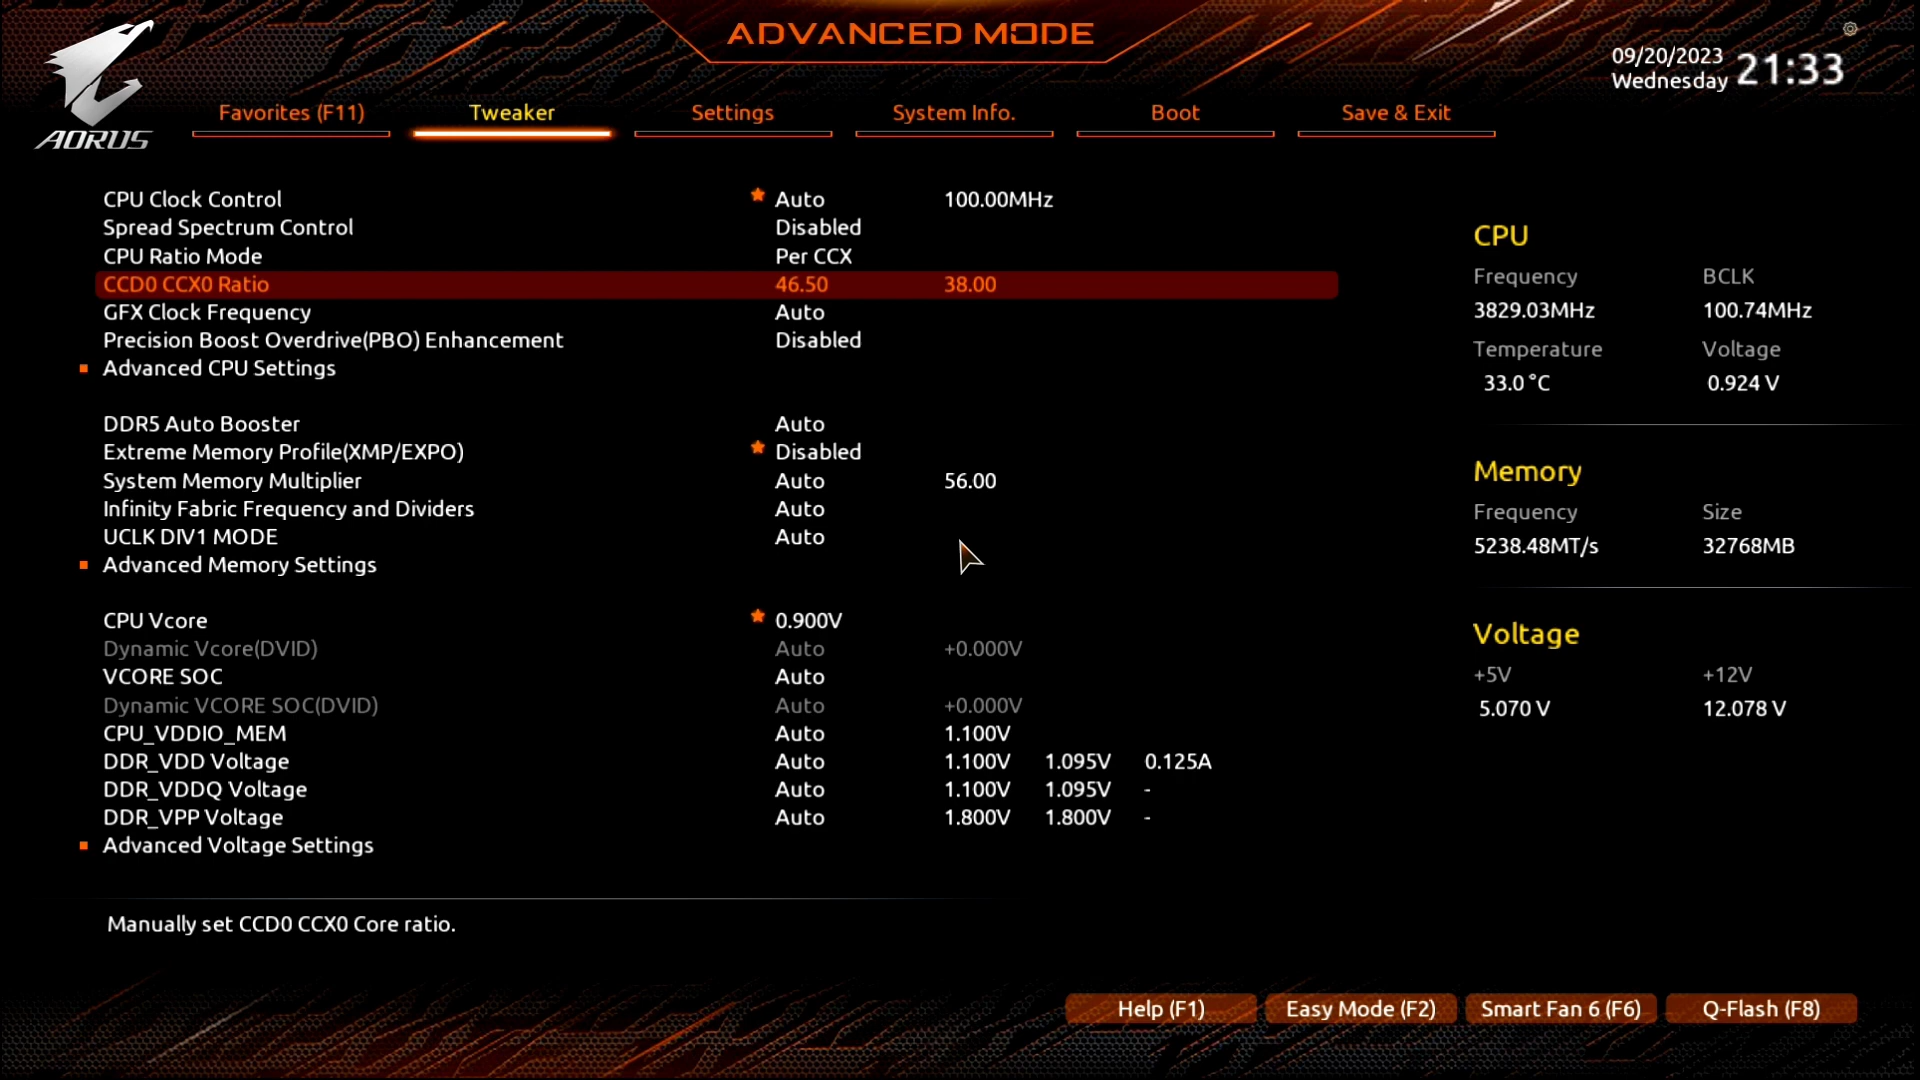 ADVANCED MODE
AORUS
09/20/2023
Wednesday
21:33
Favorites (F11) Tweaker Settings System Info. Boot Save & Exit
CPU Clock Control Auto 100.00MHz
Spread Spectrum Control Disabled
CPU Ratio Mode Per CCX
CCD0 CCX0 Ratio 46.50 38.00
GFX Clock Frequency Auto
Precision Boost Overdrive(PBO) Enhancement Disabled
Advanced CPU Settings
DDR5 Auto Booster Auto
Extreme Memory Profile(XMP/EXPO) Disabled
System Memory Multiplier Auto 56.00
Infinity Fabric Frequency and Dividers Auto
UCLK DIV1 MODE Auto
Advanced Memory Settings
CPU Vcore 0.900V
Dynamic Vcore(DVID) Auto +0.000V
VCORE SOC Auto
Dynamic VCORE SOC(DVID) Auto +0.000V
CPU_VDDIO_MEM Auto 1.100V
DDR_VDD Voltage Auto 1.100V 1.095V 0.125A
DDR_VDDQ Voltage Auto 1.100V 1.095V -
DDR_VPP Voltage Auto 1.800V 1.800V -
Advanced Voltage Settings
CPU
Frequency BCLK
3829.03MHz 100.74MHz
Temperature Voltage
33.0 °C 0.924 V
Memory
Frequency Size
5238.48MT/s 32768MB
Voltage
+5V +12V
5.070 V 12.078 V
Manually set CCD0 CCX0 Core ratio.
Help (F1) Easy Mode (F2) Smart Fan 6 (F6) Q-Flash (F8)